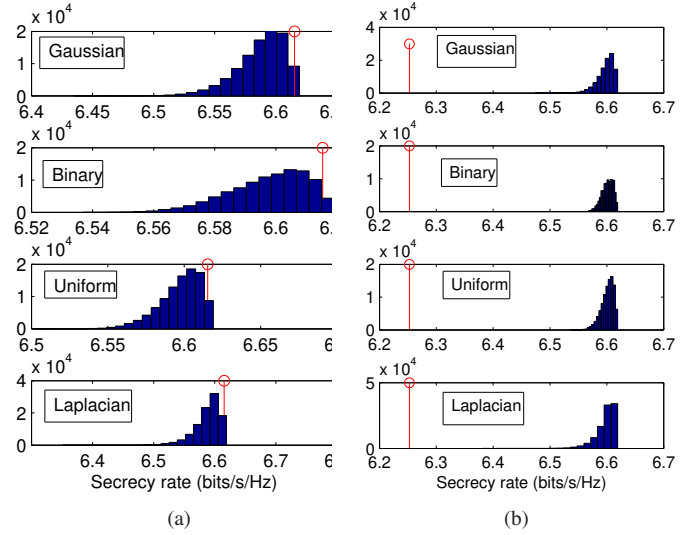 x 10^4
2
1
0
Gaussian
6.4 6.45 6.5 6.55 6.6
x 10^4
2
1
0
Binary
6.52 6.54 6.56 6.58 6.6
x 10^4
2
1
0
Uniform
6.5 6.55 6.6 6.65
x 10^4
4
2
0
Laplacian
6.4 6.5 6.6 6.7
Secrecy rate (bits/s/Hz)
(a)
x 10^4
4
2
0
Gaussian
6.2 6.3 6.4 6.5 6.6 6.7
x 10^4
2
1
0
Binary
6.2 6.3 6.4 6.5 6.6 6.7
x 10^4
2
1
0
Uniform
6.2 6.3 6.4 6.5 6.6 6.7
x 10^4
5
0
Laplacian
6.2 6.3 6.4 6.5 6.6 6.7
Secrecy rate (bits/s/Hz)
(b)